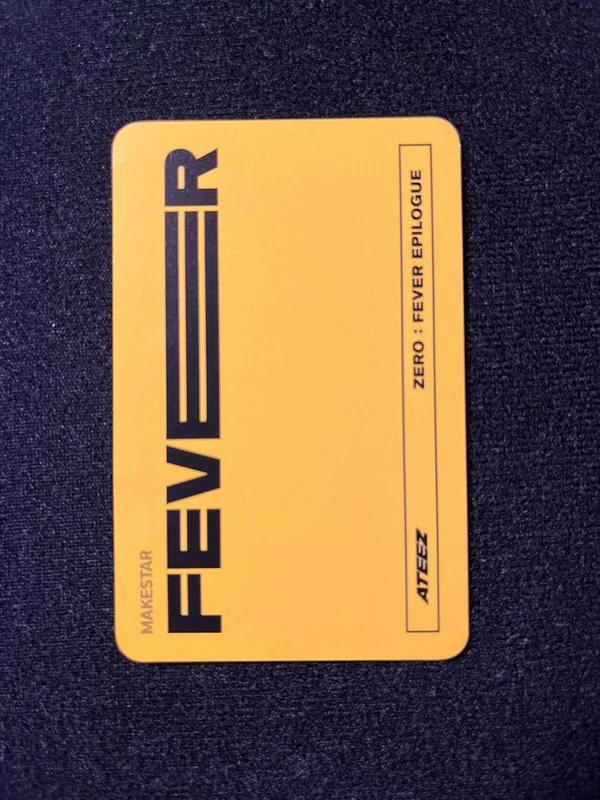 MAKESTAR
FEVER
ATEEZ
ZERO : FEVER EPILOGUE